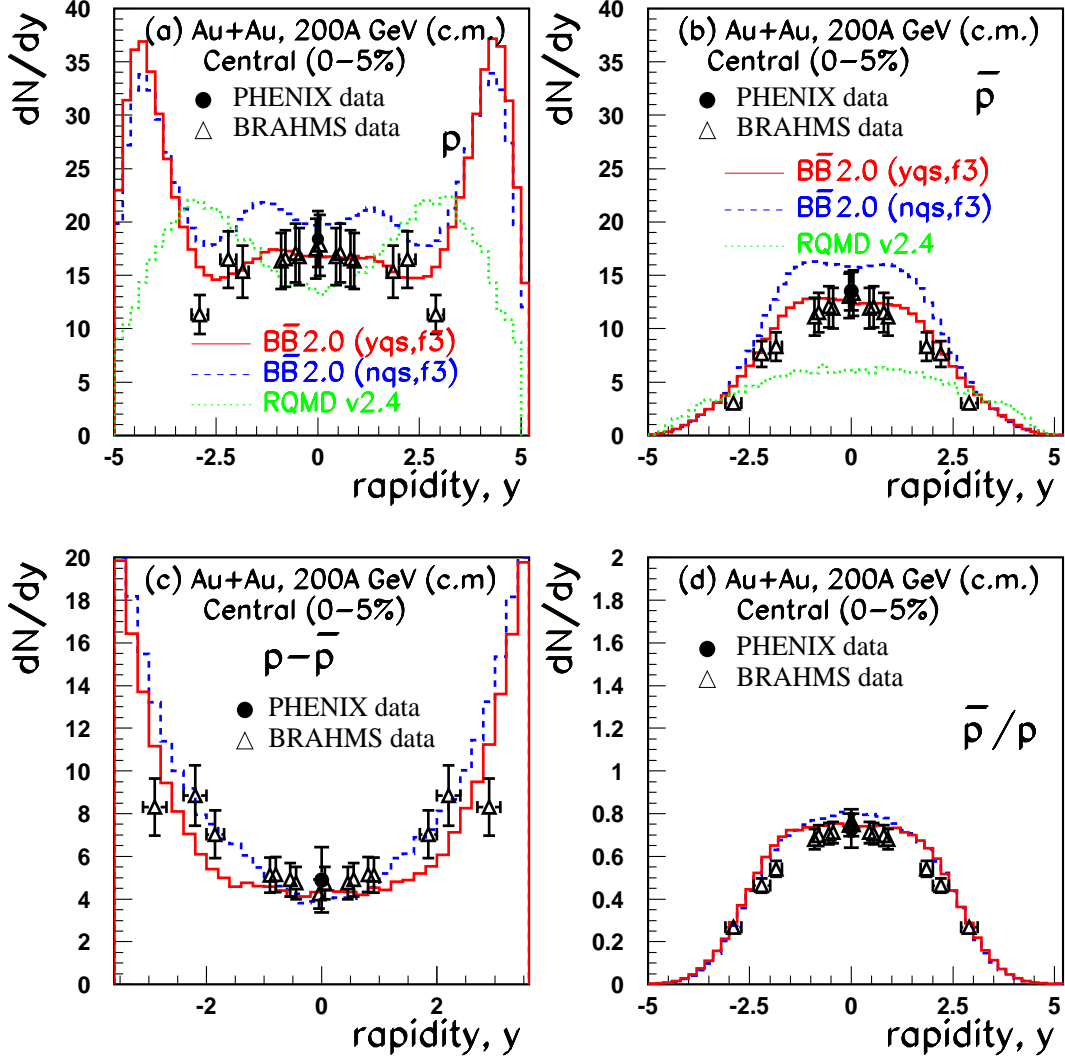 (a) Au+Au, 200A GeV (c.m.)
Central (0-5%)
PHENIX data
BRAHMS data
p
BB̅ 2.0 (yqs,f3)
BB̅ 2.0 (nqs,f3)
RQMD v2.4
dN/dy
40
35
30
25
20
15
10
5
0
-5
-2.5
0
2.5
5
rapidity, y
(b) Au+Au, 200A GeV (c.m.)
Central (0-5%)
p̅
PHENIX data
BRAHMS data
BB̅ 2.0 (yqs,f3)
BB̅ 2.0 (nqs,f3)
RQMD v2.4
dN/dy
40
35
30
25
20
15
10
5
0
-5
-2.5
0
2.5
5
rapidity, y
(c) Au+Au, 200A GeV (c.m)
Central (0-5%)
p-p̅
PHENIX data
BRAHMS data
dN/dy
20
18
16
14
12
10
8
6
4
2
0
-2
0
2
rapidity, y
(d) Au+Au, 200A GeV (c.m.)
Central (0-5%)
PHENIX data
BRAHMS data
p̅/p
dN/dy
2
1.8
1.6
1.4
1.2
1
0.8
0.6
0.4
0.2
0
-5
-2.5
0
2.5
5
rapidity, y